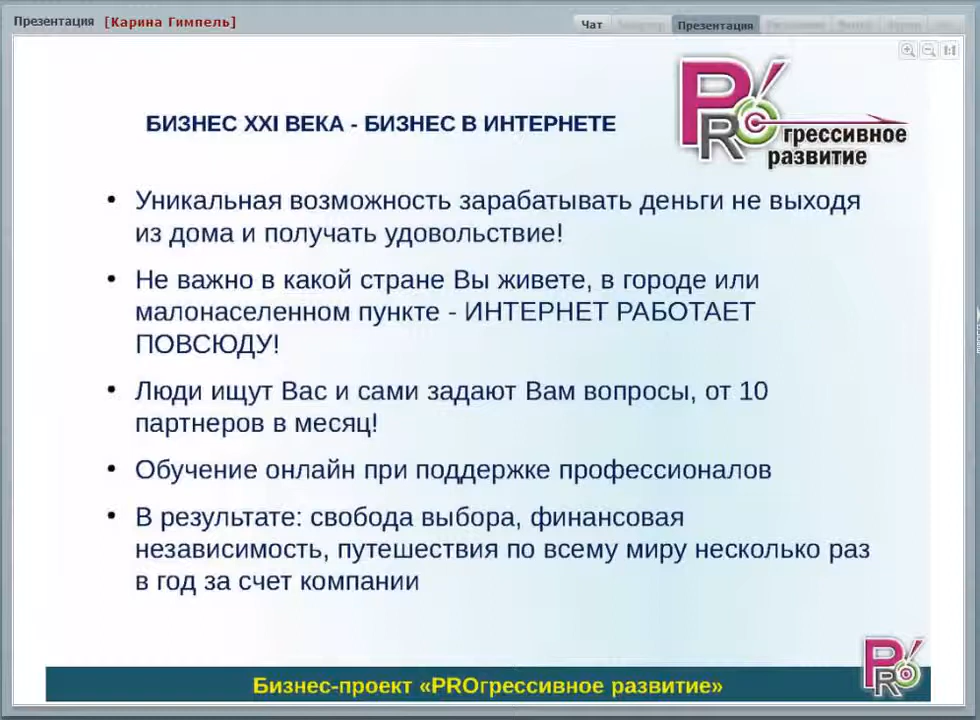 Презентация [Карина Гимпель]
Чат
Презентация
PROгрессивное
развитие
БИЗНЕС XXI ВЕКА - БИЗНЕС В ИНТЕРНЕТЕ
• Уникальная возможность зарабатывать деньги не выходя
из дома и получать удовольствие!
• Не важно в какой стране Вы живете, в городе или
малонаселенном пункте - ИНТЕРНЕТ РАБОТАЕТ
ПОВСЮДУ!
• Люди ищут Вас и сами задают Вам вопросы, от 10
партнеров в месяц!
• Обучение онлайн при поддержке профессионалов
• В результате: свобода выбора, финансовая
независимость, путешествия по всему миру несколько раз
в год за счет компании
PRO
Бизнес-проект «PROгрессивное развитие»